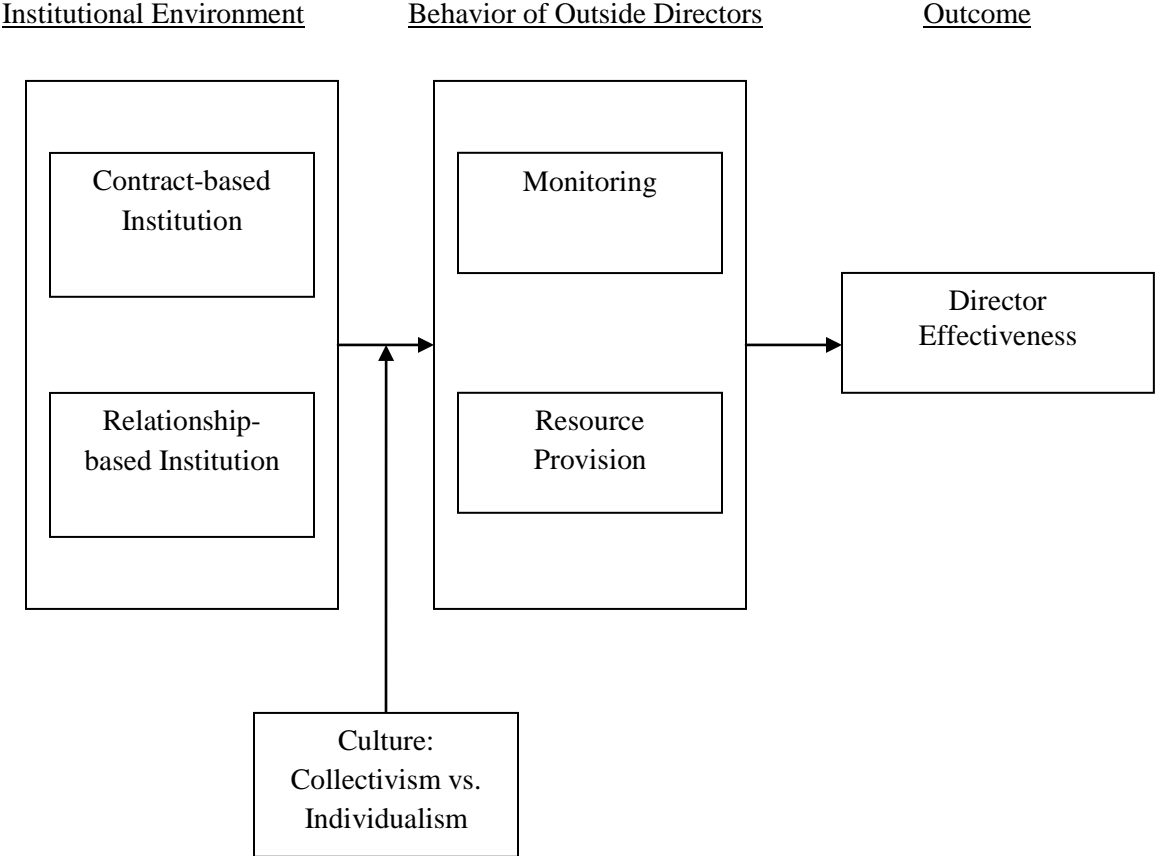 Institutional Environment
Behavior of Outside Directors
Outcome
Contract-based
Institution
Monitoring
Director
Effectiveness
Relationship-
based Institution
Resource
Provision
Culture:
Collectivism vs.
Individualism